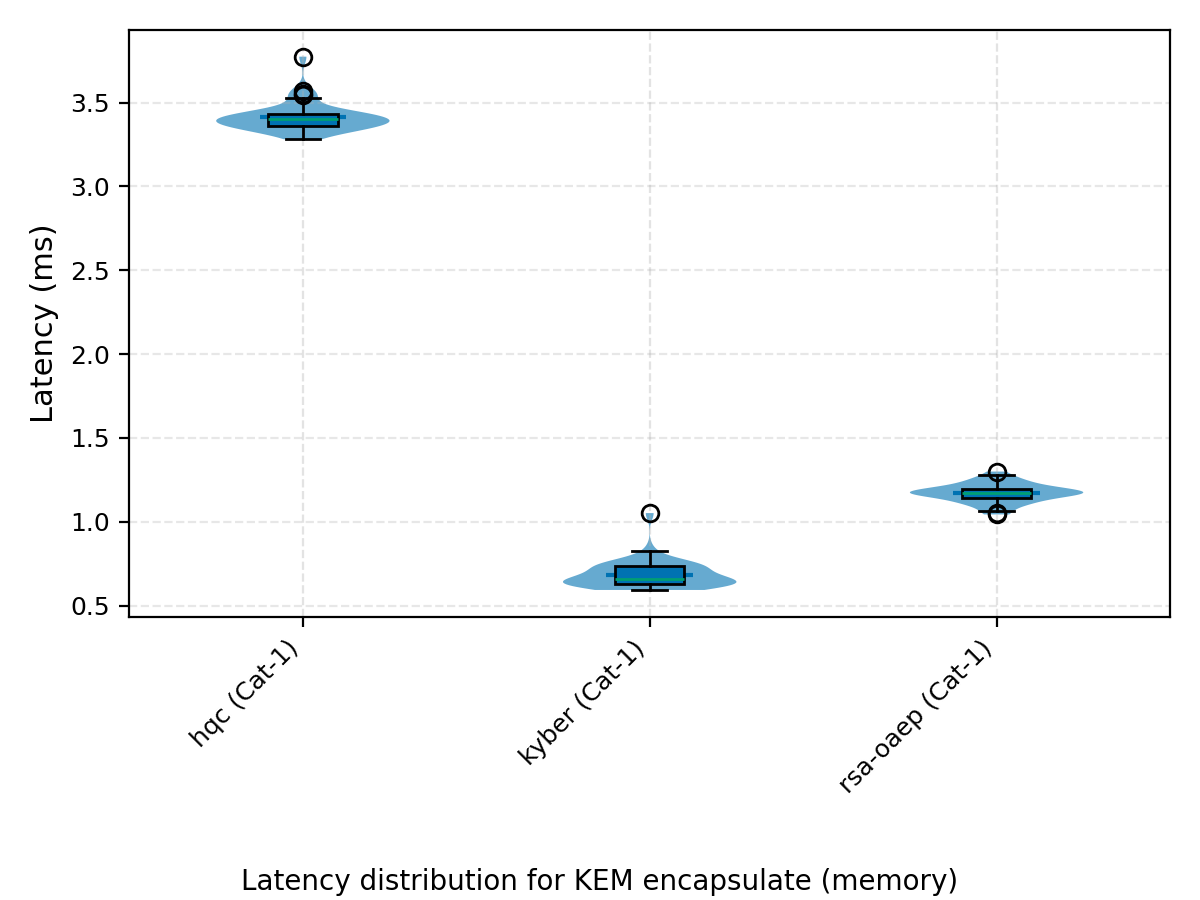 Latency (ms)
3.5
3.0
2.5
2.0
1.5
1.0
0.5
hqc (Cat-1)
kyber (Cat-1)
rsa-oaep (Cat-1)
Latency distribution for KEM encapsulate (memory)